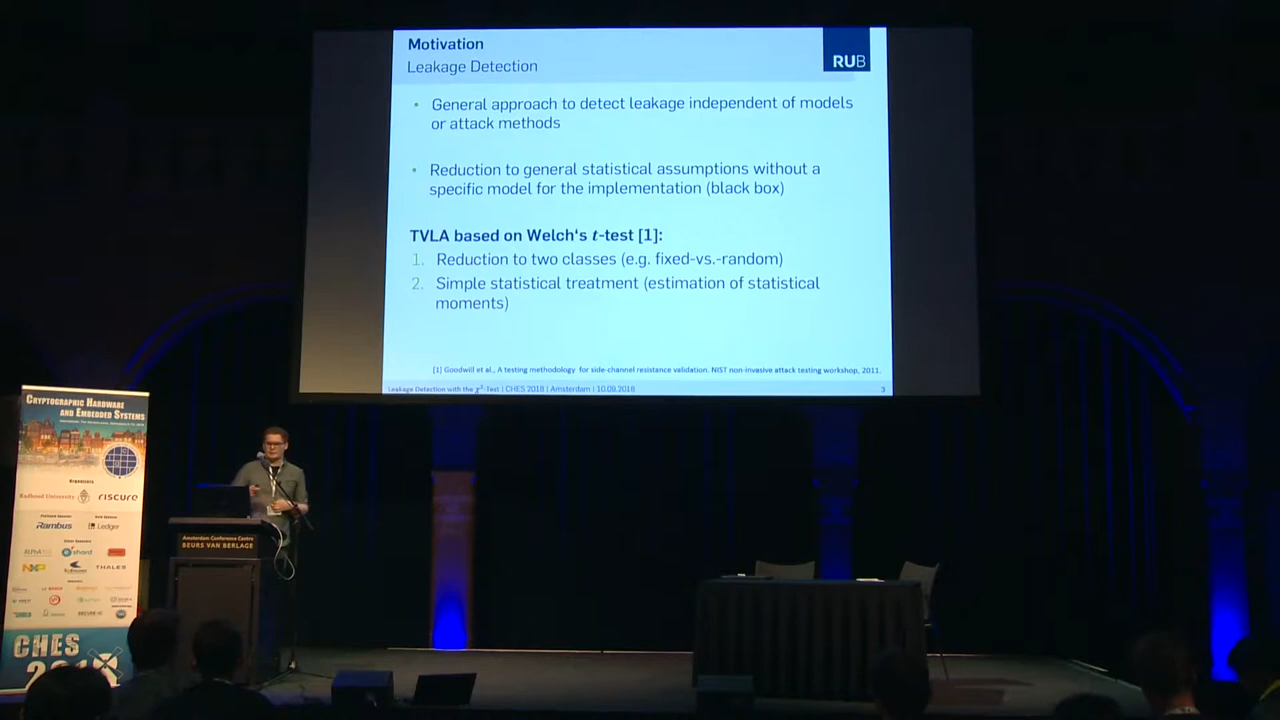 Motivation
Leakage Detection
RUB
• General approach to detect leakage independent of models
or attack methods
• Reduction to general statistical assumptions without a
specific model for the implementation (black box)
TVLA based on Welch's t-test [1]:
1. Reduction to two classes (e.g. fixed-vs.-random)
2. Simple statistical treatment (estimation of statistical
moments)
[1] Goodwill et al., A testing methodology for side-channel resistance validation. NIST non-invasive attack testing workshop, 2011.
Leakage Detection with the χ²-Test | CHES 2018 | Amsterdam | 10.09.2018
3
CRYPTOGRAPHIC HARDWARE
AND EMBEDDED SYSTEMS
Organizers
Radboud University
riscure
Rambus
Ledger
eshard
NXP
THALES
CHES
2018
Amsterdam Conference Centre
BEURS VAN BERLAGE